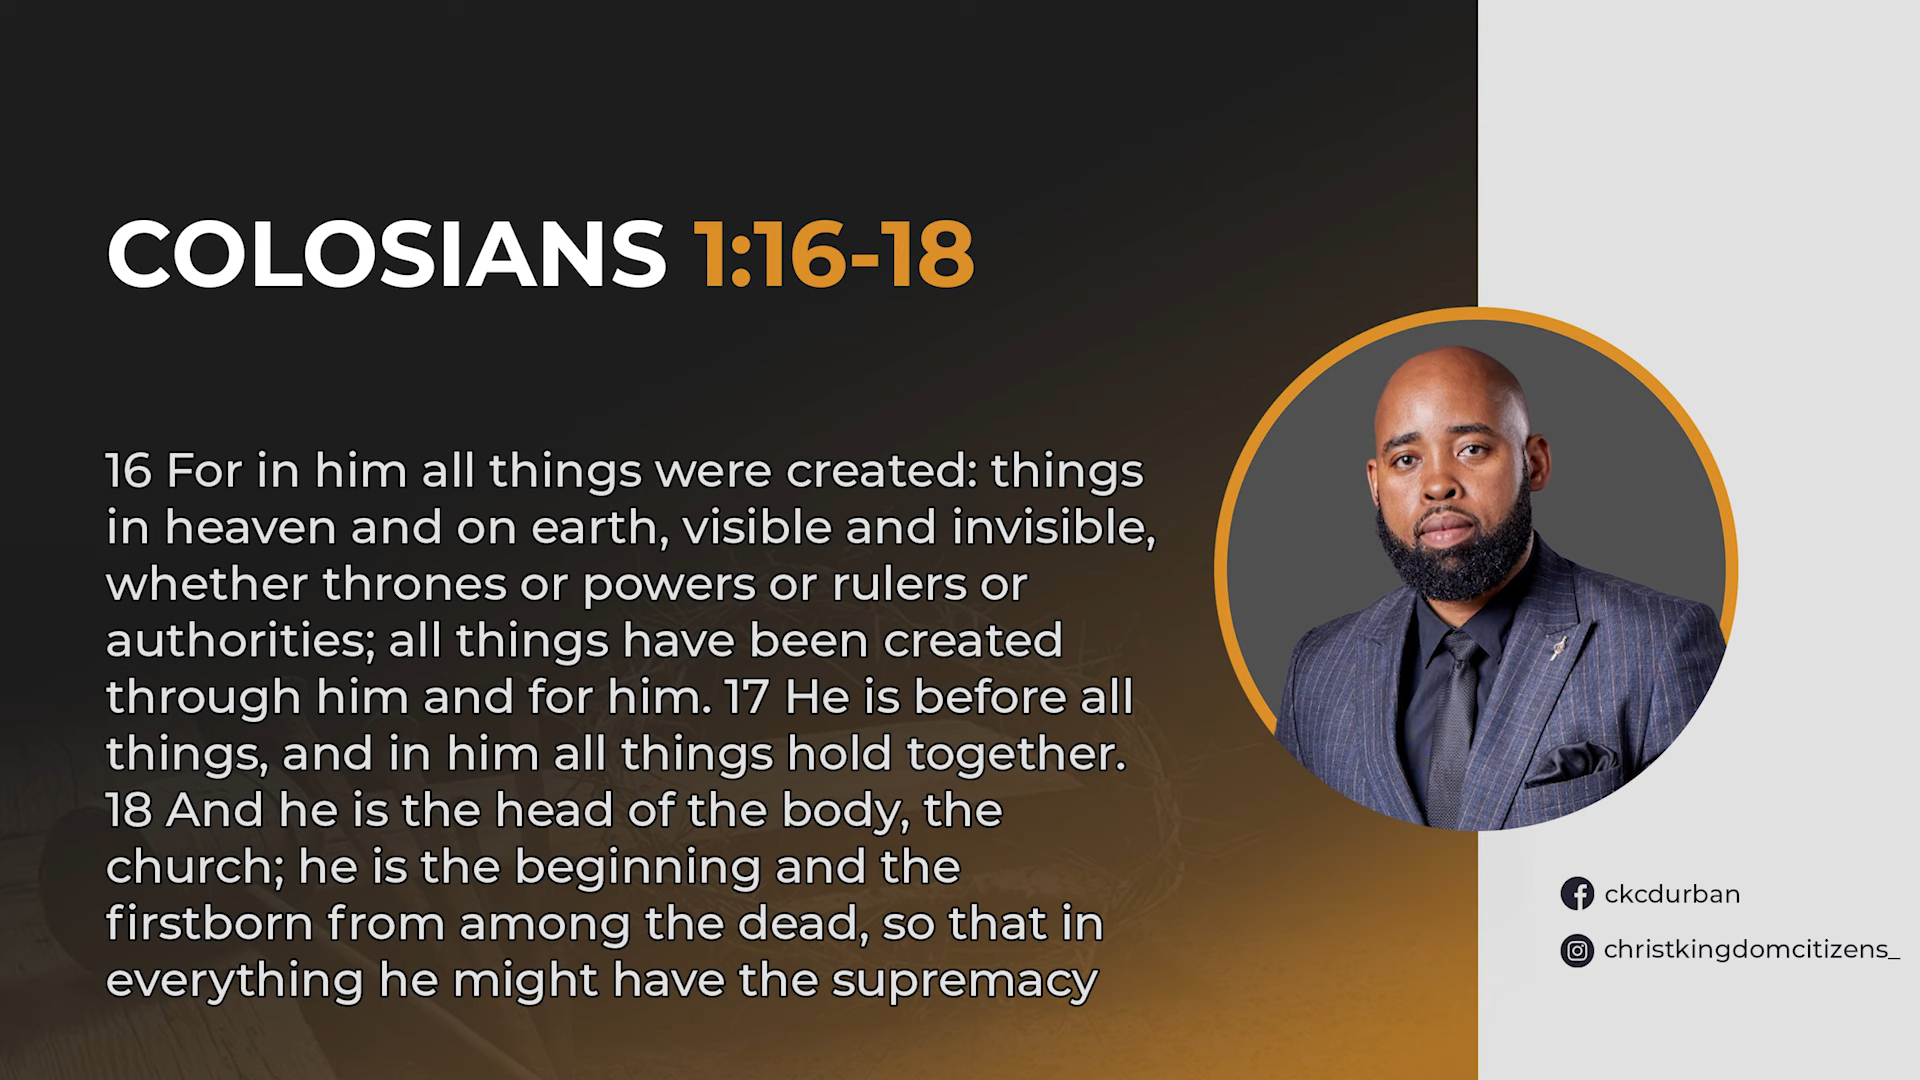 COLOSIANS 1:16-18
16 For in him all things were created: things
in heaven and on earth, visible and invisible,
whether thrones or powers or rulers or
authorities; all things have been created
through him and for him. 17 He is before all
things, and in him all things hold together.
18 And he is the head of the body, the
church; he is the beginning and the
firstborn from among the dead, so that in
everything he might have the supremacy
ckcdurban
christkingdomcitizens_